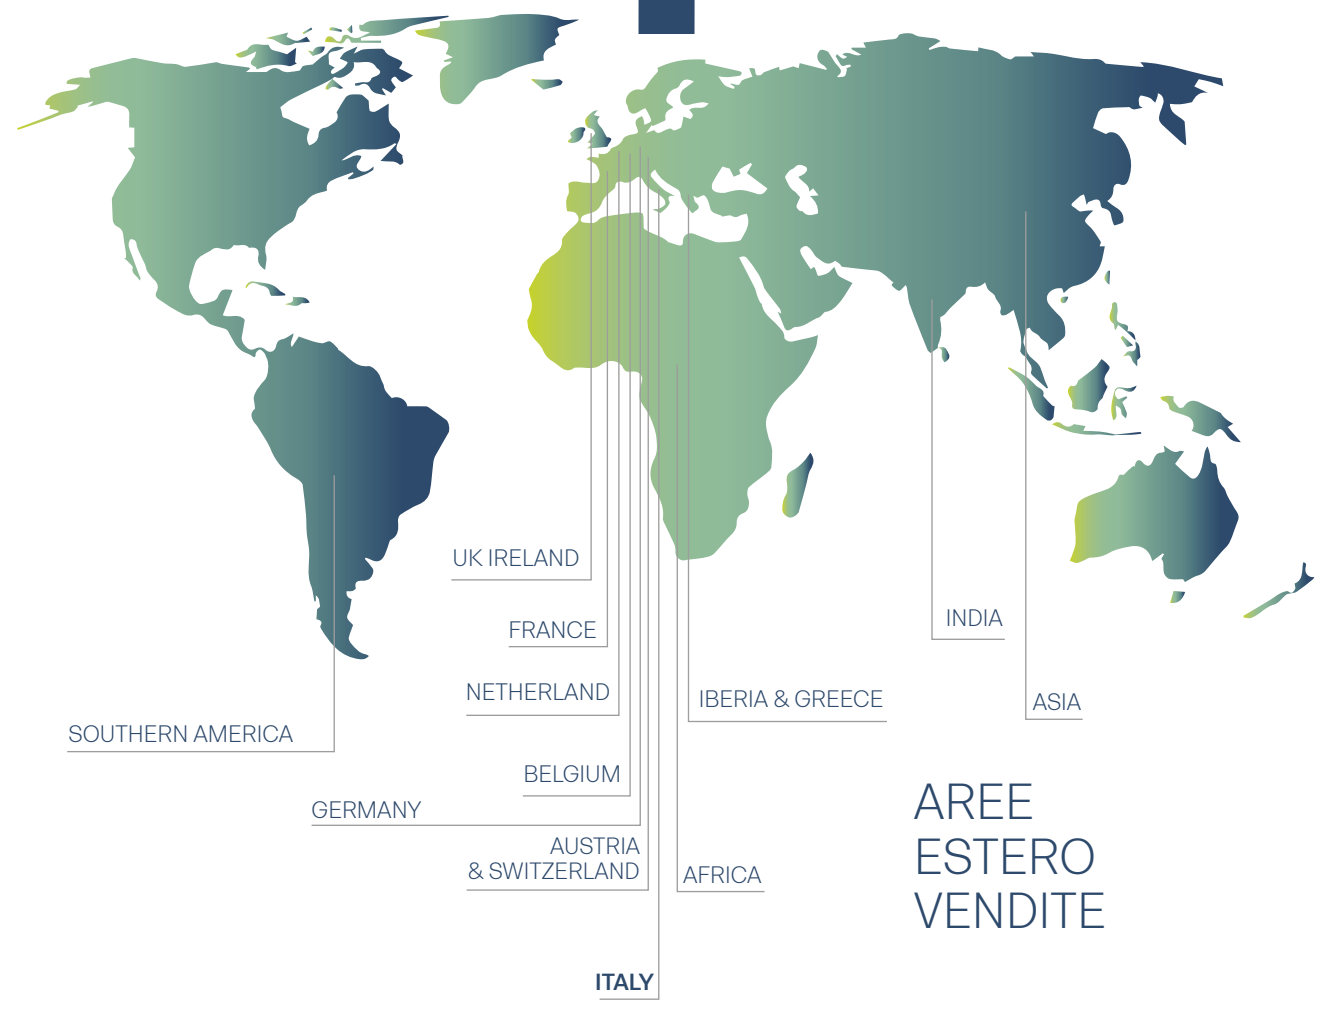 UK IRELAND
FRANCE
INDIA
NETHERLAND
IBERIA & GREECE
ASIA
SOUTHERN AMERICA
BELGIUM
GERMANY
AUSTRIA
& SWITZERLAND
AFRICA
ITALY
AREE
ESTERO
VENDITE